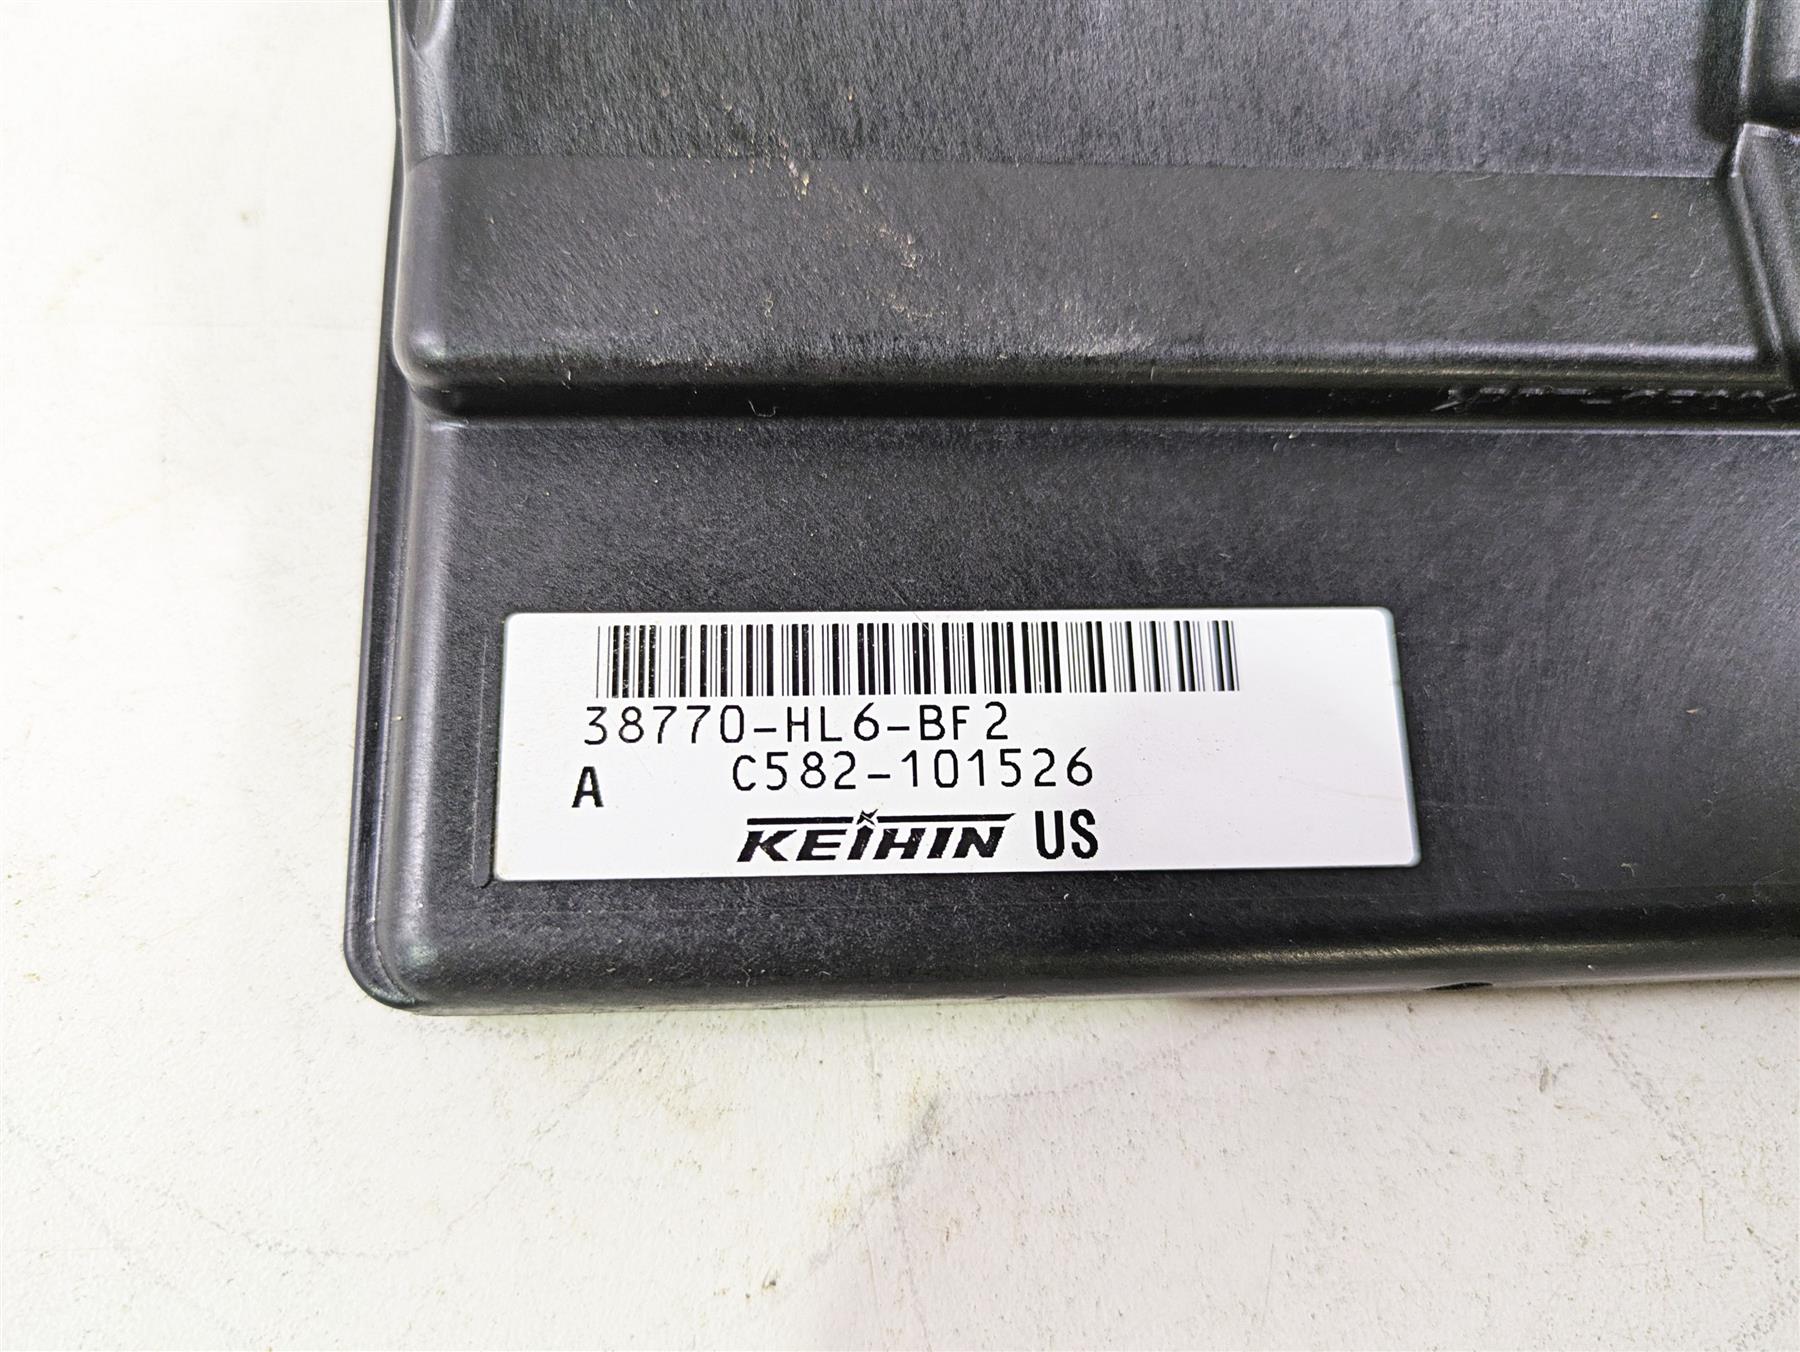 38770-HL6-BF2
A C582-101526
KEIHIN US